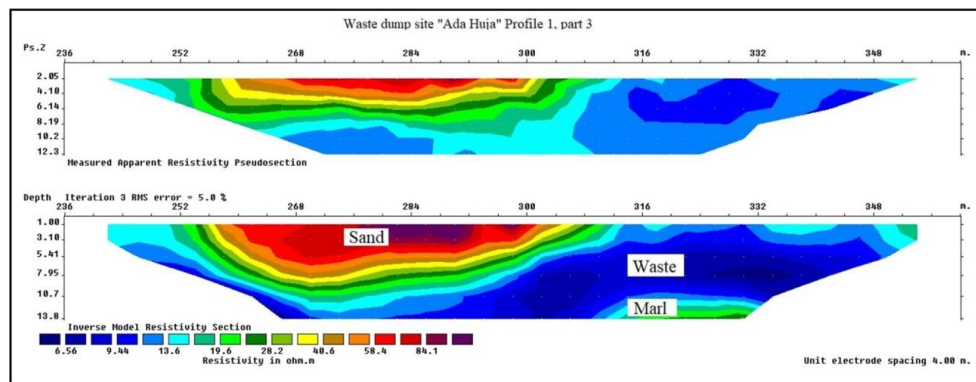 Waste dump site "Ada Huja" Profile 1, part 3
Ps.Z 236 252 268 284 300 316 332 348 m.
2.05
4.10
6.14
8.19
10.2
12.3
Measured Apparent Resistivity Pseudosection
Depth Iteration 3 RMS error = 5.0 %
236 252 268 284 300 316 332 348 m.
1.00
3.10
Sand
5.41
Waste
7.95
10.7
Marl
13.8
Inverse Model Resistivity Section
6.56 9.44 13.6 19.6 28.2 40.6 58.4 84.1
Resistivity in ohm.m
Unit electrode spacing 4.00 m.